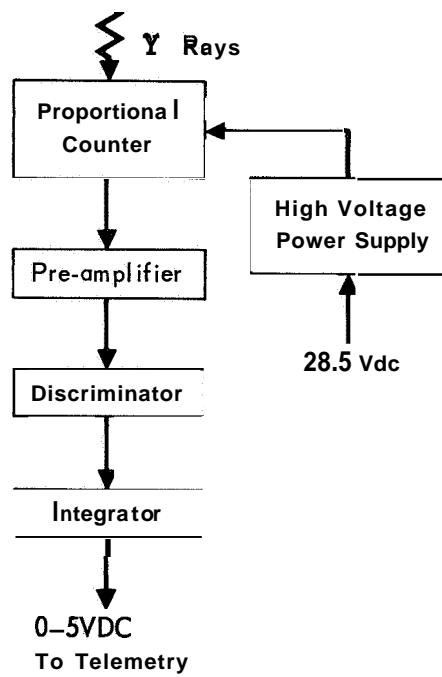 γ Rays
Proportional
Counter
High Voltage
Power Supply
Pre-amplifier
28.5 Vdc
Discriminator
Integrator
0–5VDC
To Telemetry